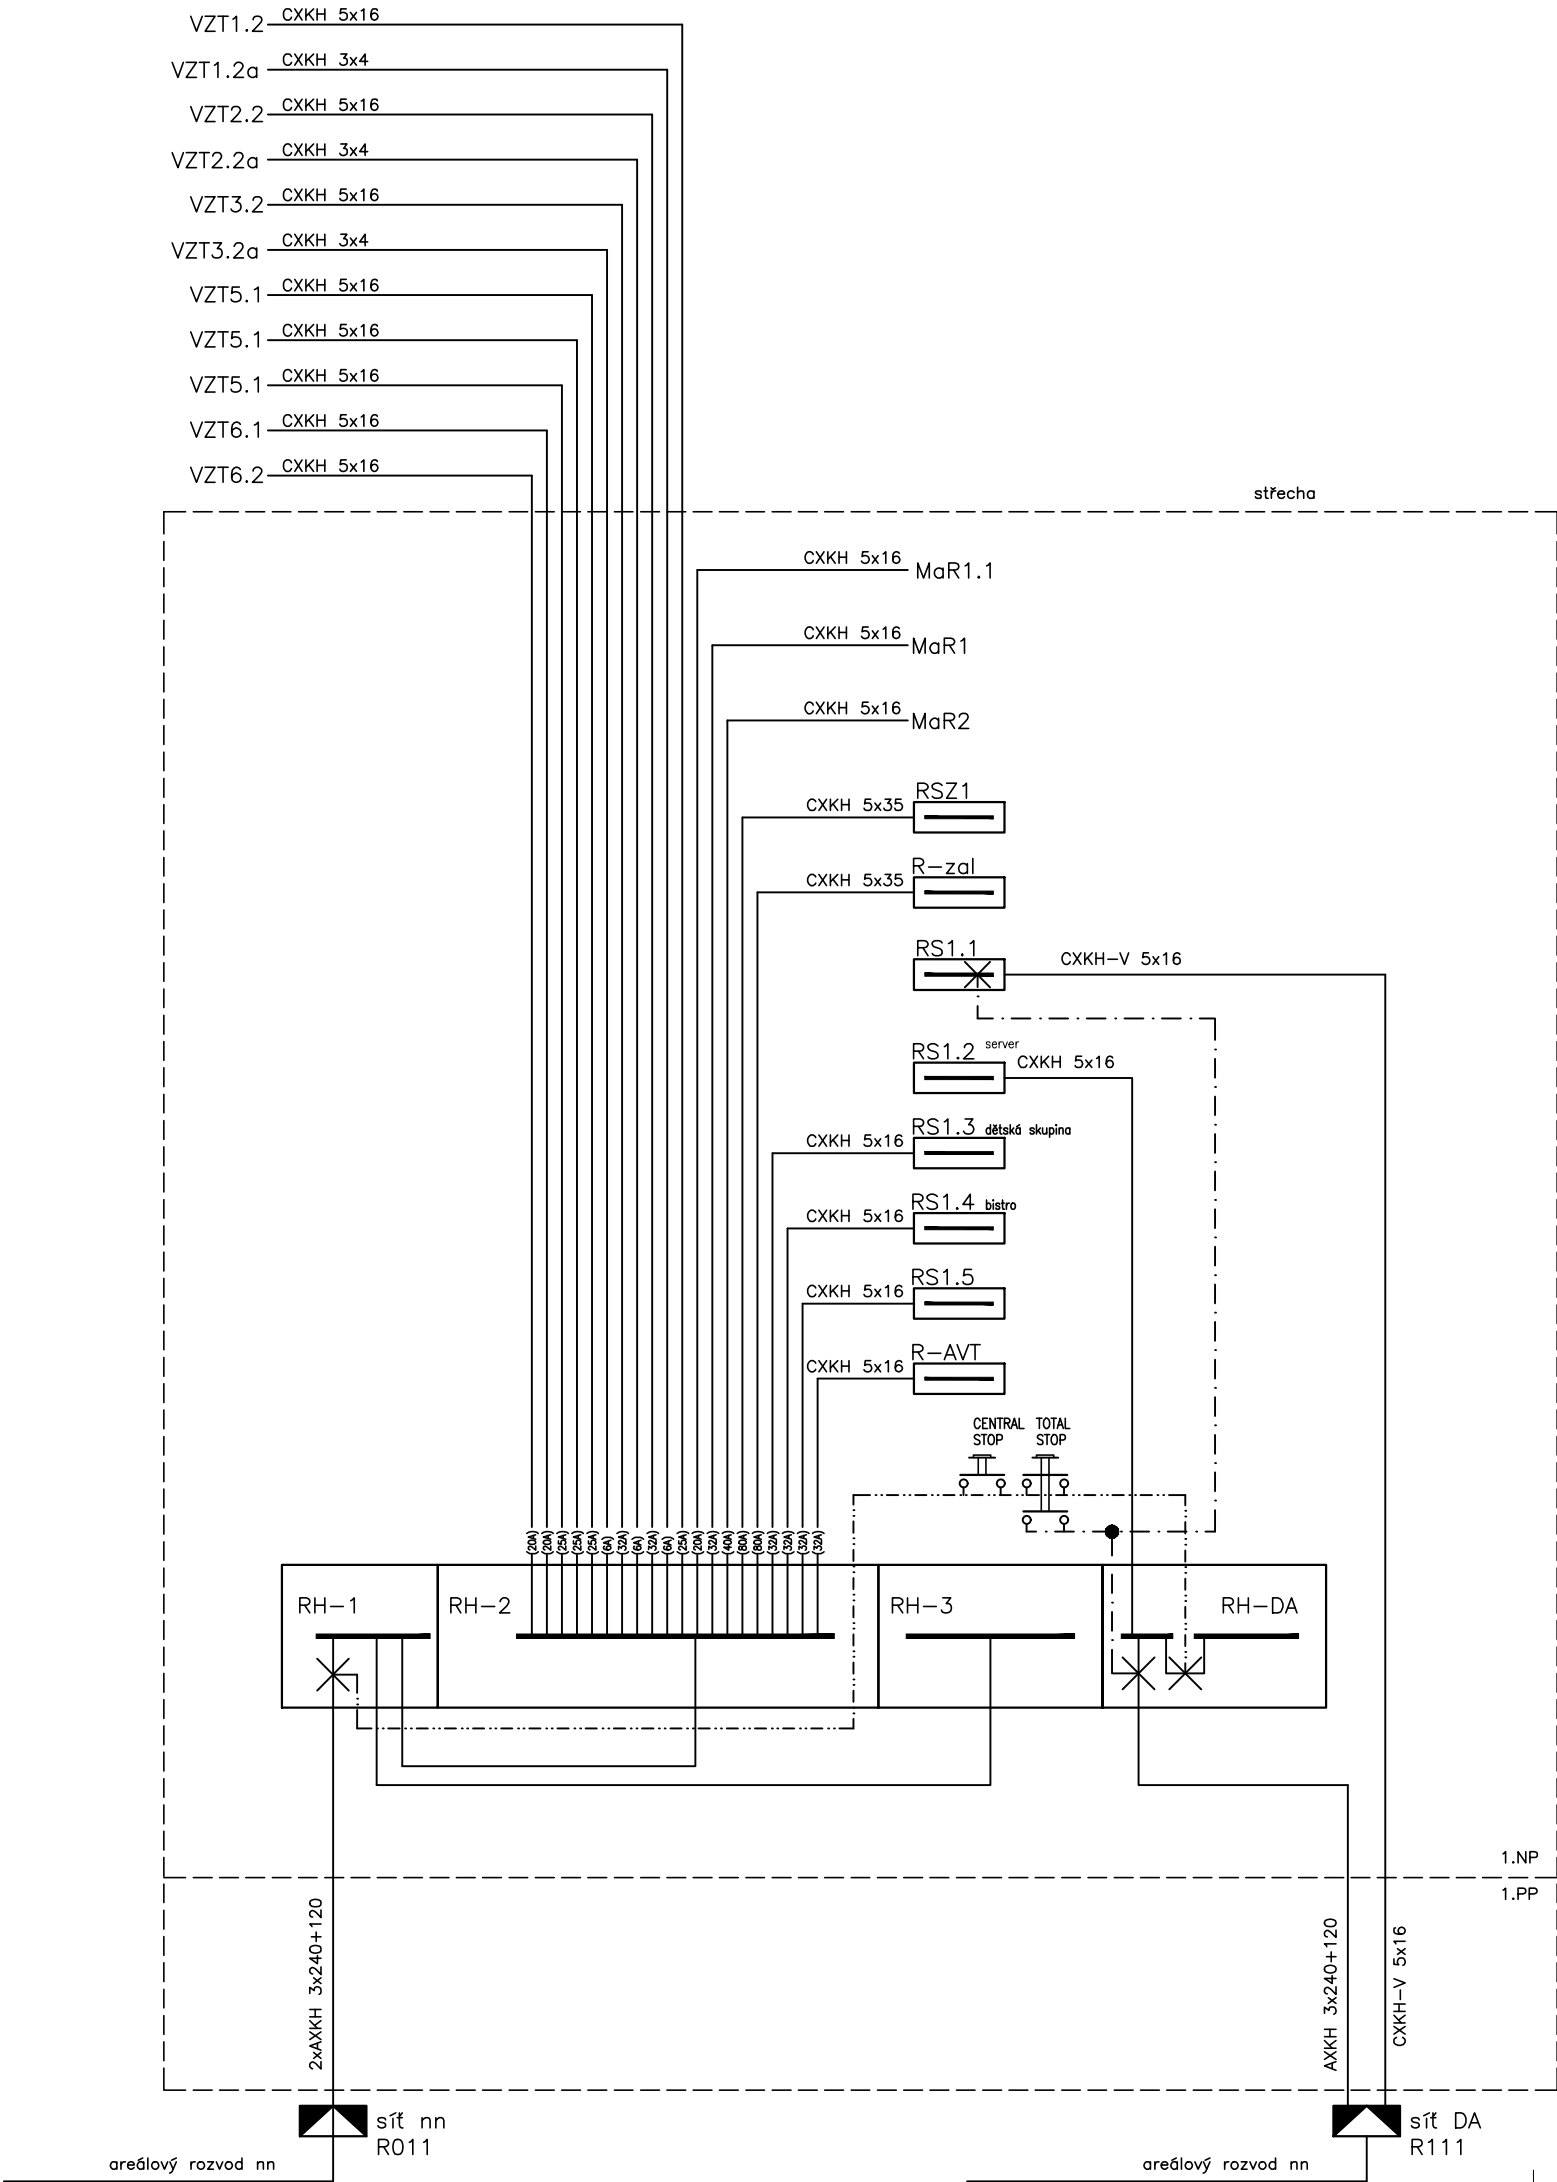 VZT1.2 CXKH 5x16
VZT1.2a CXKH 3x4
VZT2.2 CXKH 5x16
VZT2.2a CXKH 3x4
VZT3.2 CXKH 5x16
VZT3.2a CXKH 3x4
VZT5.1 CXKH 5x16
VZT5.1 CXKH 5x16
VZT5.1 CXKH 5x16
VZT6.1 CXKH 5x16
VZT6.2 CXKH 5x16
střecha
CXKH 5x16 MaR1.1
CXKH 5x16 MaR1
CXKH 5x16 MaR2
RSZ1
CXKH 5x35
R-zal
CXKH 5x35
RS1.1
CXKH-V 5x16
RS1.2 server
CXKH 5x16
RS1.3 dětská skupina
CXKH 5x16
RS1.4 bistro
CXKH 5x16
RS1.5
CXKH 5x16
R-AVT
CXKH 5x16
CENTRAL STOP
TOTAL STOP
(20A)
(20A)
(25A)
(25A)
(25A)
(6A)
(32A)
(6A)
(32A)
(6A)
(25A)
(20A)
(32A)
(40A)
(80A)
(80A)
(32A)
(32A)
(32A)
(32A)
RH-1
RH-2
RH-3
RH-DA
1.NP
1.PP
2xAXKH 3x240+120
AXKH 3x240+120
CXKH-V 5x16
síť nn
R011
areálový rozvod nn
síť DA
R111
areálový rozvod nn